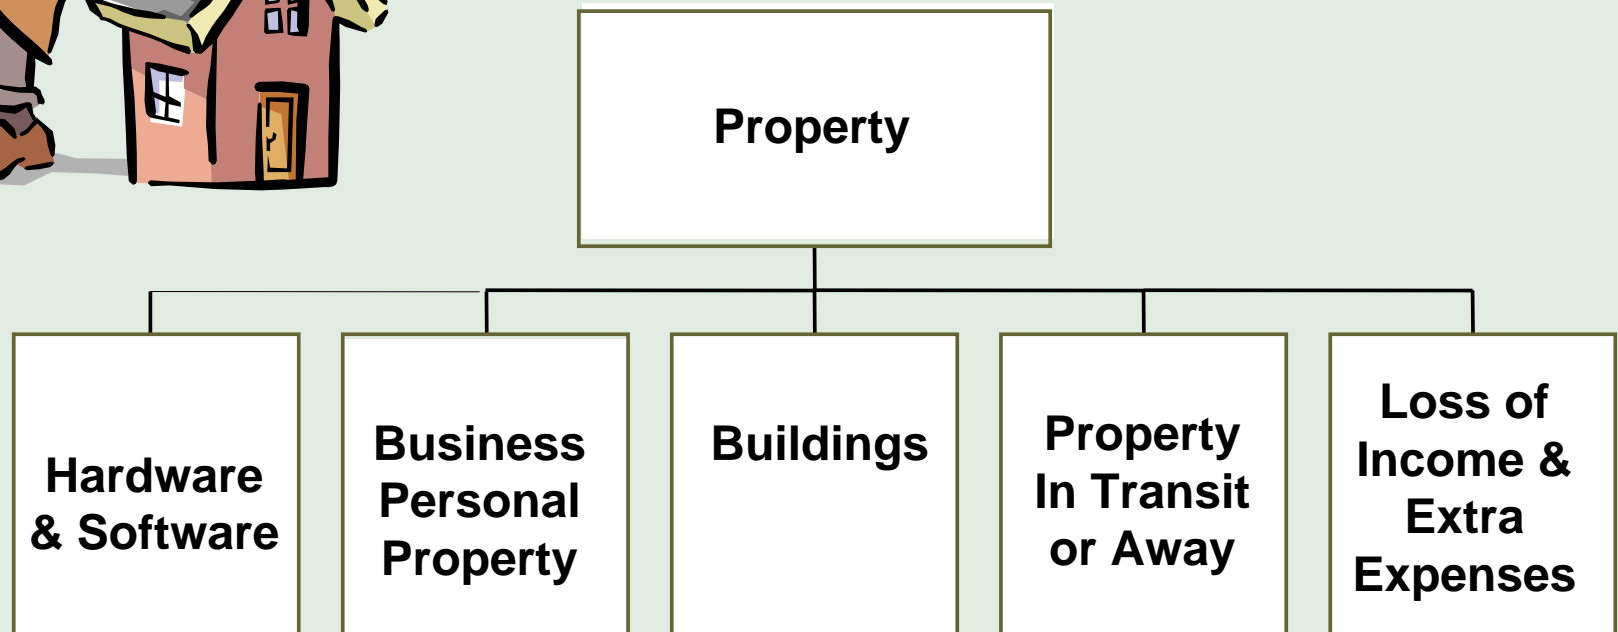 Property
Hardware
& Software
Business
Personal
Property
Buildings
Property
In Transit
or Away
Loss of
Income &
Extra
Expenses